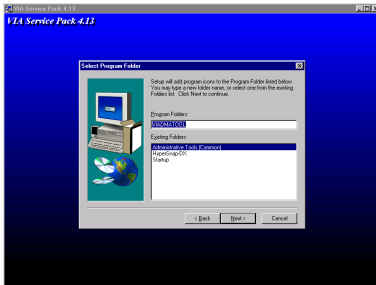 VIA Service Pack 4.13
VIA Service Pack 4.13
Select Program Folder
Setup will add program icons to the Program Folder listed below.
You may type a new folder name, or select one from the existing
Folders list. Click Next to continue.
Program Folders:
VIADMATOOL
Existing Folders:
Administrative Tools (Common)
HyperSnap-DX
Startup
< Back
Next >
Cancel